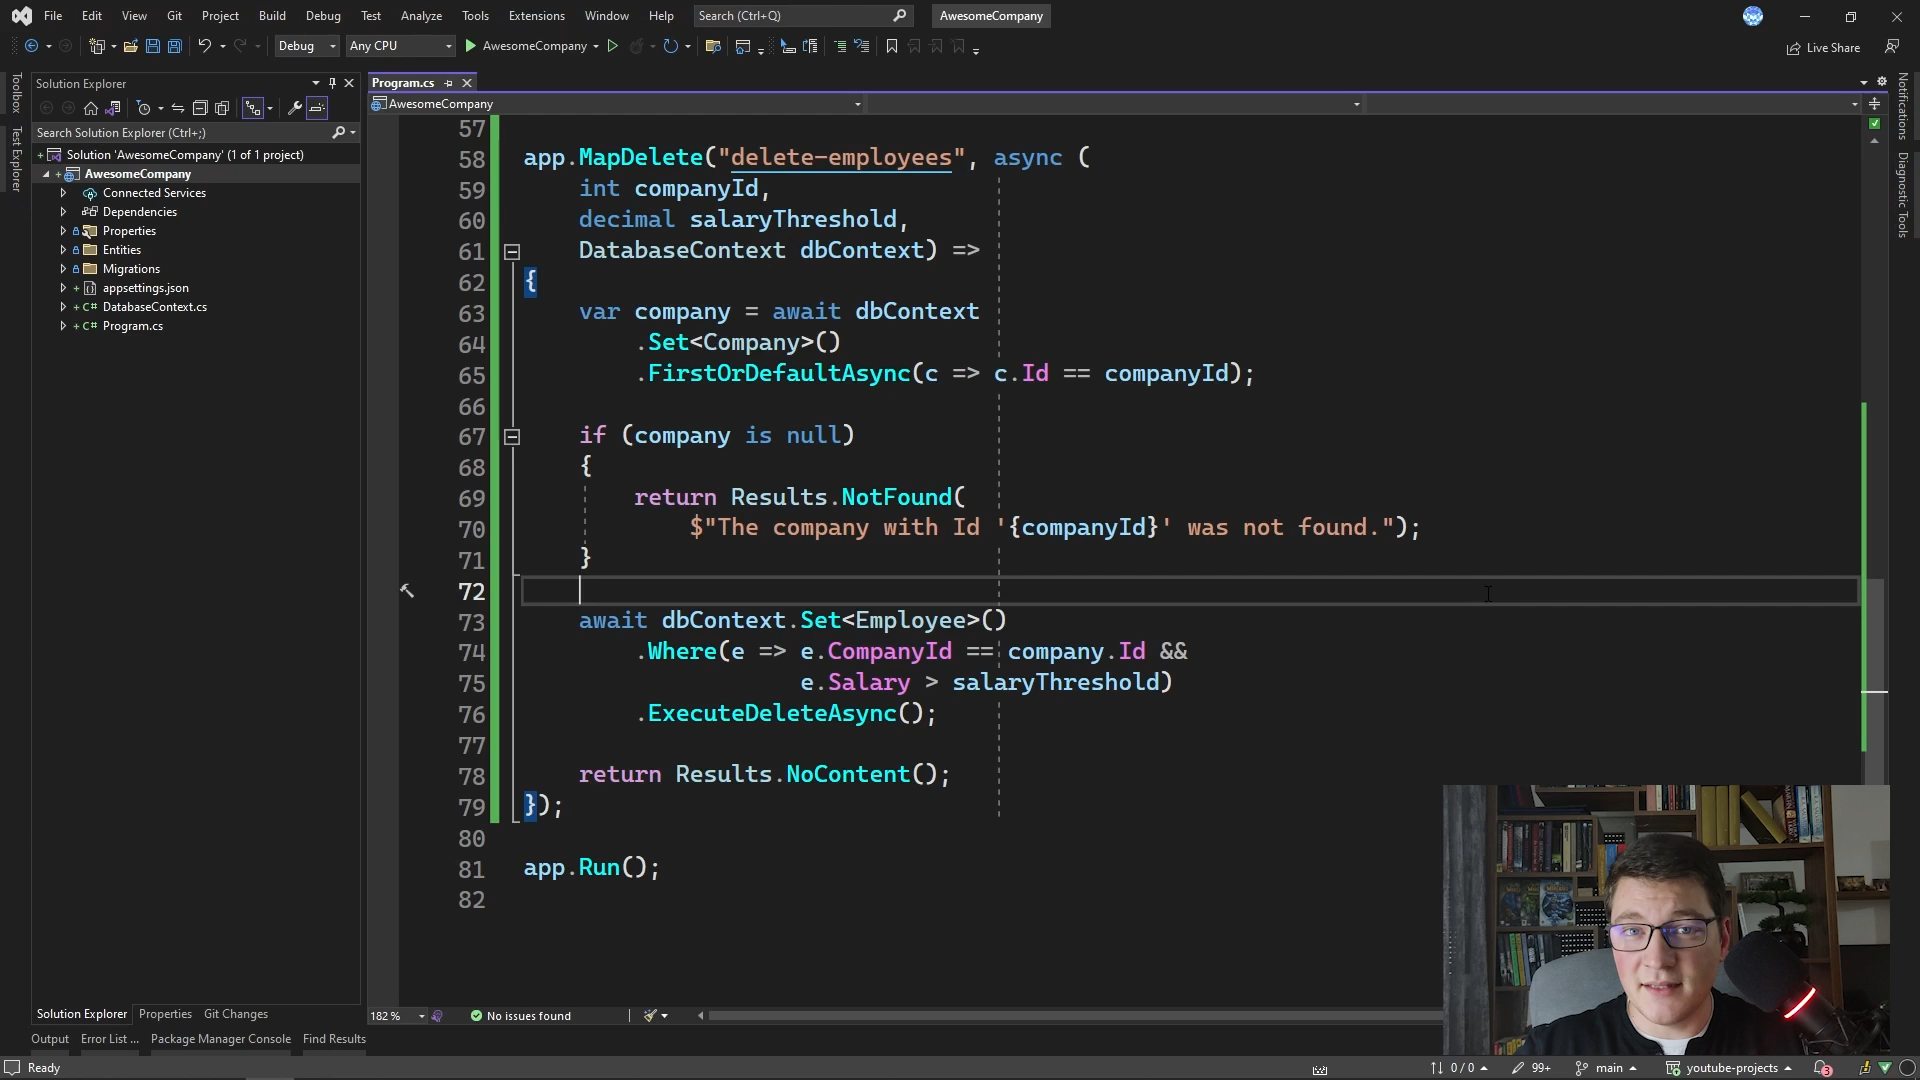 File Edit View Git Project Build Debug Test Analyze Tools Extensions Window Help Search (Ctrl+Q) AwesomeCompany
Debug Any CPU AwesomeCompany Live Share
Toolbox
Test Explorer
Solution Explorer
Search Solution Explorer (Ctrl+;)
Solution 'AwesomeCompany' (1 of 1 project)
AwesomeCompany
Connected Services
Dependencies
Properties
Entities
Migrations
appsettings.json
C# DatabaseContext.cs
C# Program.cs
Solution Explorer Properties Git Changes
Program.cs
AwesomeCompany
57
58 app.MapDelete("delete-employees", async (
59 int companyId,
60 decimal salaryThreshold,
61 DatabaseContext dbContext) =>
62 {
63 var company = await dbContext
64 .Set<Company>()
65 .FirstOrDefaultAsync(c => c.Id == companyId);
66
67 if (company is null)
68 {
69 return Results.NotFound(
70 $"The company with Id '{companyId}' was not found.");
71 }
72
73 await dbContext.Set<Employee>()
74 .Where(e => e.CompanyId == company.Id &&
75 e.Salary > salaryThreshold)
76 .ExecuteDeleteAsync();
77
78 return Results.NoContent();
79 });
80
81 app.Run();
82
182 % No issues found
Notifications
Diagnostic Tools
Output Error List ... Package Manager Console Find Results
Ready 0 / 0 99+ main youtube-projects 3